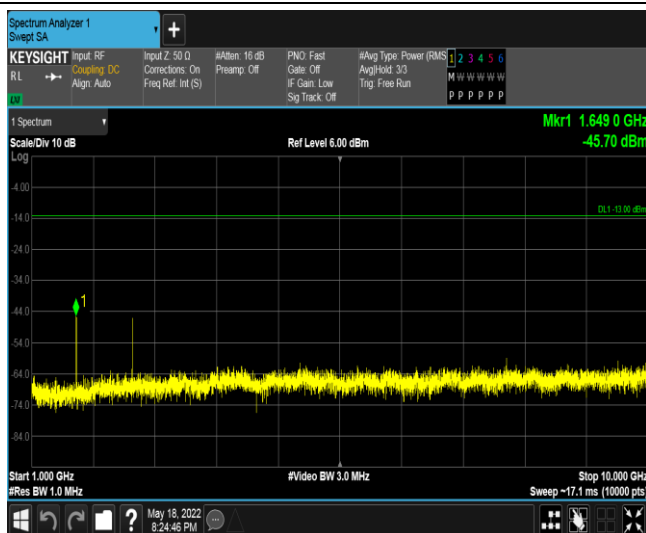 Spectrum Analyzer 1
Swept SA
+
KEYSIGHT
RL
LXI
Input: RF
Coupling: DC
Align: Auto
Input Z: 50 Ω
Corrections: On
Freq Ref: Int (S)
#Atten: 16 dB
Preamp: Off
PNO: Fast
Gate: Off
IF Gain: Low
Sig Track: Off
#Avg Type: Power (RMS
Avg|Hold: 3/3
Trig: Free Run
1 2 3 4 5 6
M W W W W W
P P P P P P
1 Spectrum
Scale/Div 10 dB
Log
Ref Level 6.00 dBm
Mkr1 1.649 0 GHz
-45.70 dBm
-4.00
DL1 -13.00 dBm
-14.0
-24.0
-34.0
1
-44.0
-54.0
-64.0
-74.0
-84.0
Start 1.000 GHz
#Res BW 1.0 MHz
#Video BW 3.0 MHz
Stop 10.000 GHz
Sweep ~17.1 ms (10000 pts)
?
May 18, 2022
8:24:46 PM